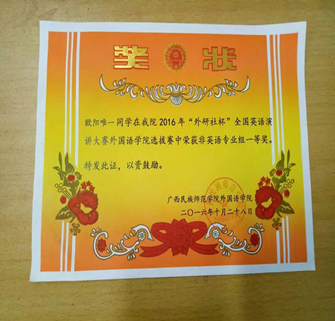 奖 状
欧阳唯一同学在我院2016年“外研社杯”全国英语演
讲大赛外国语学院选拔赛中荣获非英语专业组一等奖。
特发此证，以资鼓励。
广西民族师范学院外国语学院
二〇一六年十月二十八日